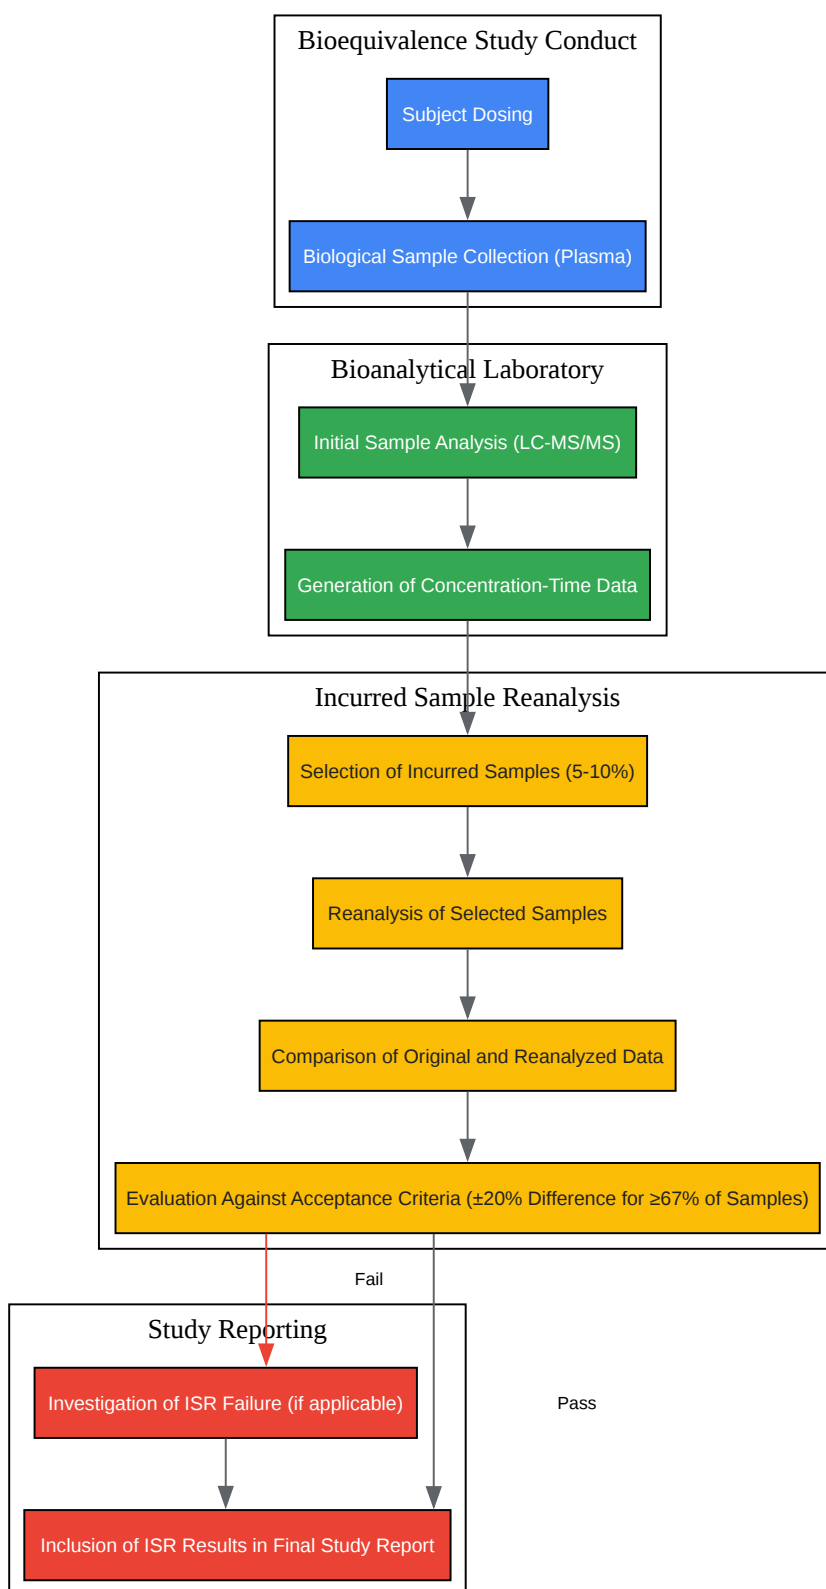 Bioequivalence Study Conduct
Subject Dosing
Biological Sample Collection (Plasma)
Bioanalytical Laboratory
Initial Sample Analysis (LC-MS/MS)
Generation of Concentration-Time Data
Incurred Sample Reanalysis
Selection of Incurred Samples (5-10%)
Reanalysis of Selected Samples
Comparison of Original and Reanalyzed Data
Evaluation Against Acceptance Criteria (±20% Difference for ≥67% of Samples)
Fail
Study Reporting
Investigation of ISR Failure (if applicable)
Pass
Inclusion of ISR Results in Final Study Report